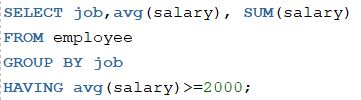 SELECT job,avg(salary), SUM(salary)
FROM employee
GROUP BY job
HAVING avg(salary)>=2000;